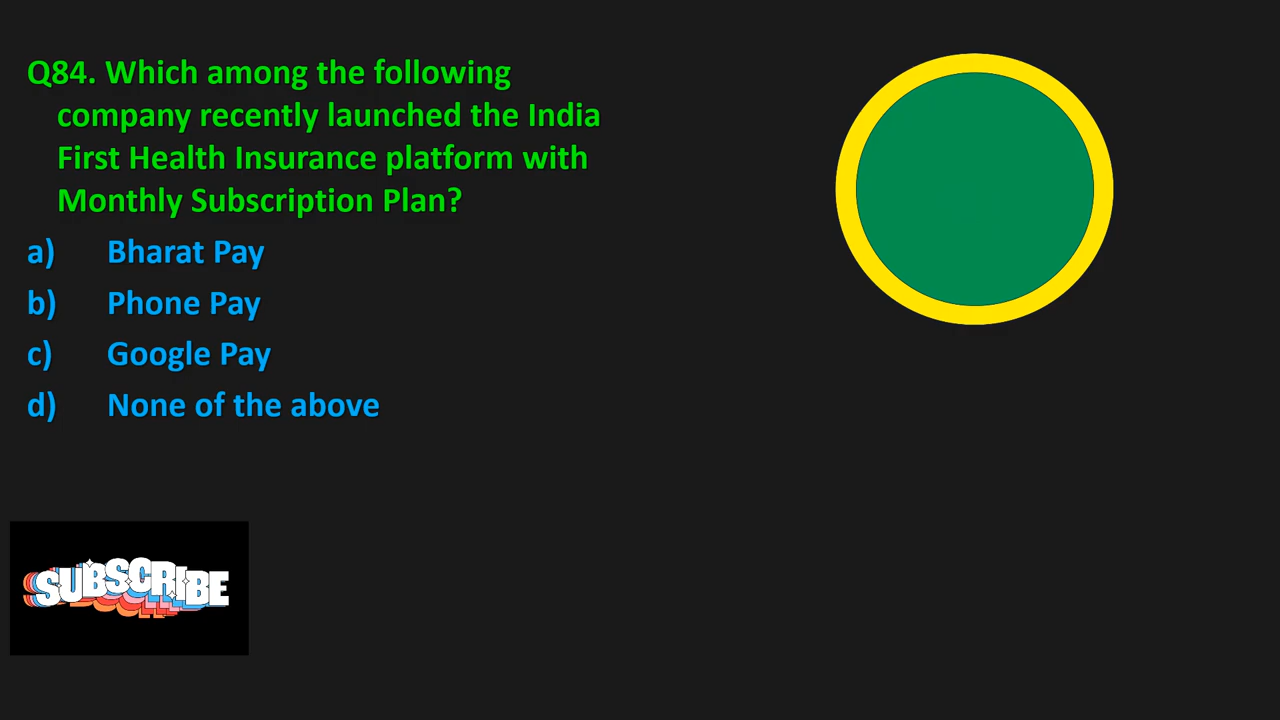 Q84. Which among the following
company recently launched the India
First Health Insurance platform with
Monthly Subscription Plan?
a) Bharat Pay
b) Phone Pay
c) Google Pay
d) None of the above
SUBSCRIBE